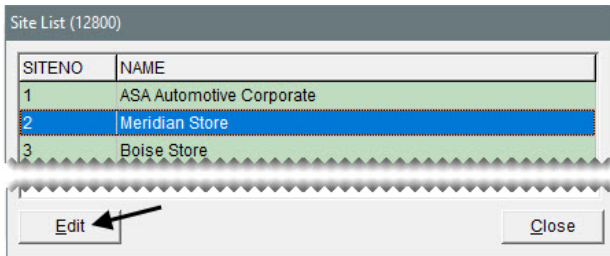 Site List (12800)
SITENO NAME
1 ASA Automotive Corporate
2 Meridian Store
3 Boise Store
Edit Close